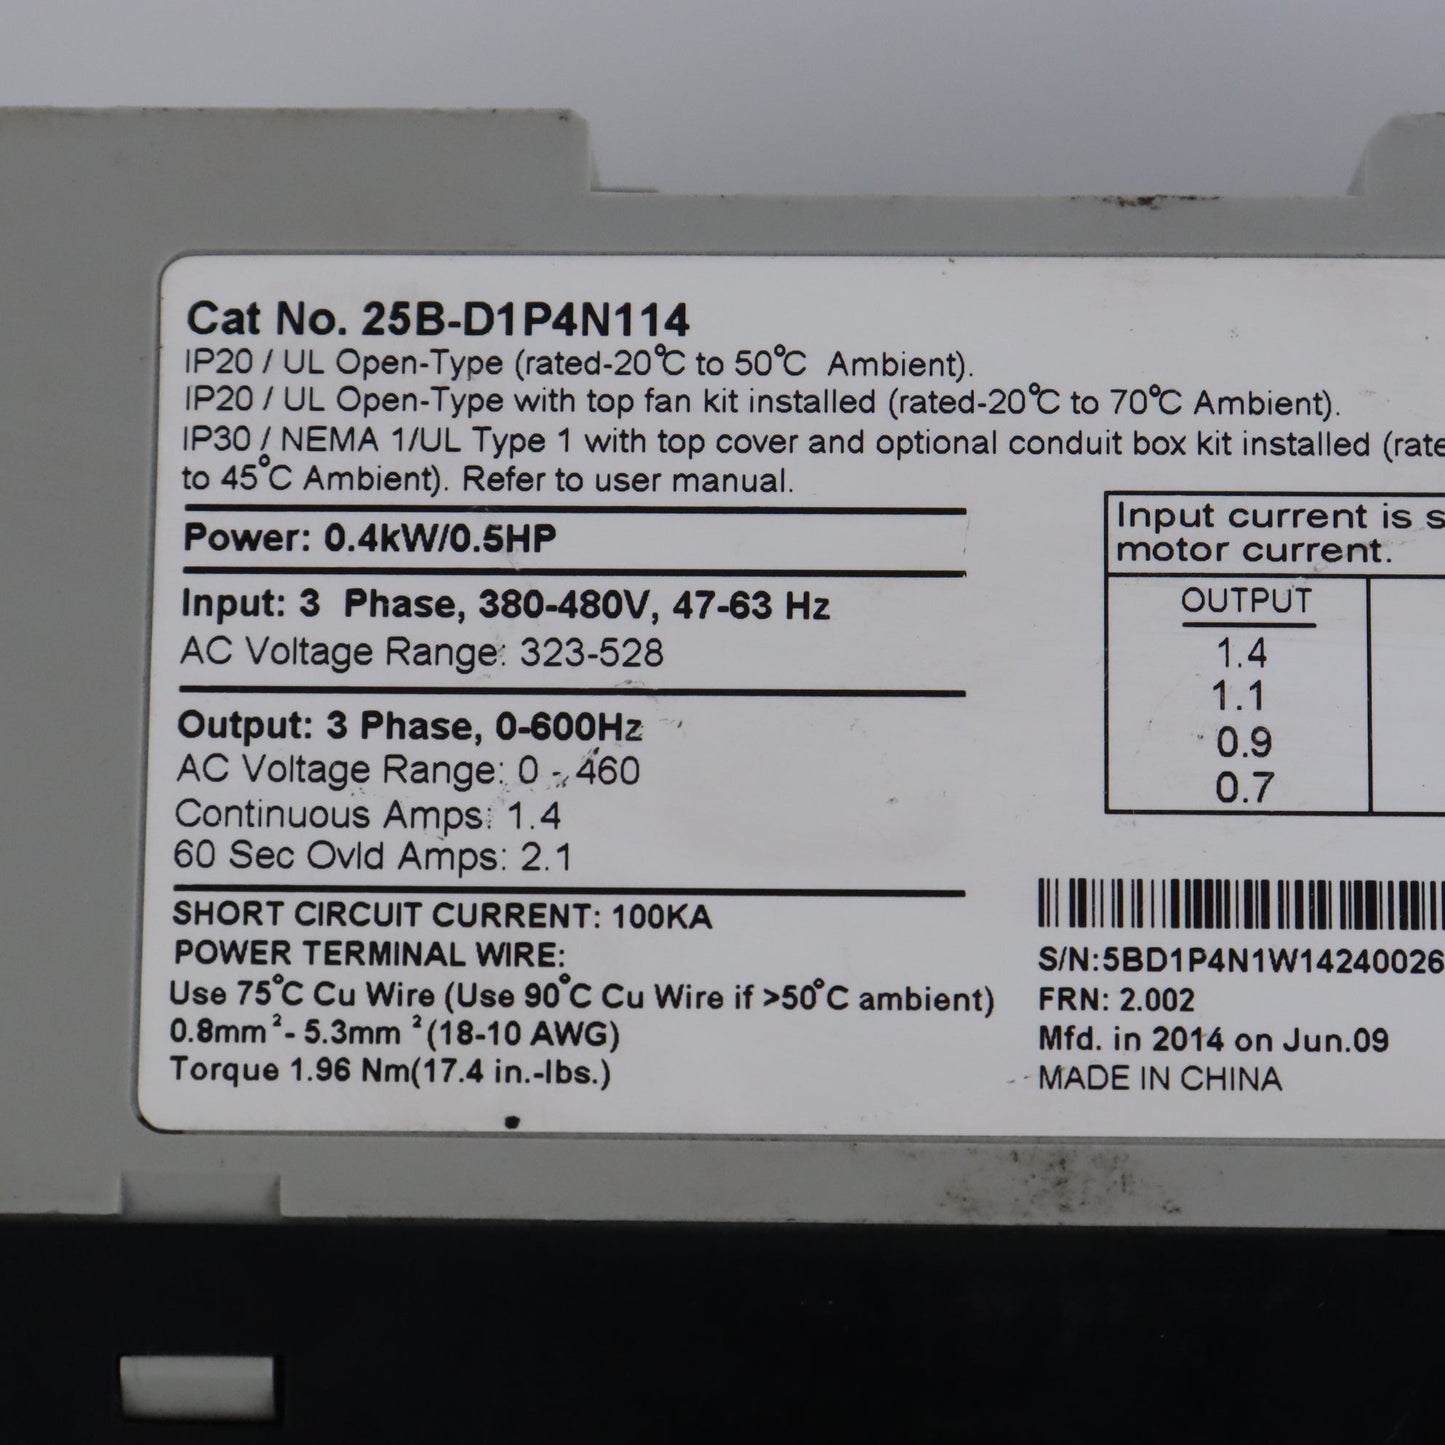 Cat No. 25B-D1P4N114
IP20 / UL Open-Type (rated-20°C to 50°C Ambient).
IP20 / UL Open-Type with top fan kit installed (rated-20°C to 70°C Ambient).
IP30 / NEMA 1/UL Type 1 with top cover and optional conduit box kit installed
to 45°C Ambient). Refer to user manual.
Power: 0.4kW/0.5HP
Input: 3 Phase, 380-480V, 47-63 Hz
AC Voltage Range: 323-528
Output: 3 Phase, 0-600Hz
AC Voltage Range: 0 - 460
Continuous Amps: 1.4
60 Sec Ovld Amps: 2.1
SHORT CIRCUIT CURRENT: 100KA
POWER TERMINAL WIRE:
Use 75°C Cu Wire (Use 90°C Cu Wire if >50°C ambient)
0.8mm²- 5.3mm²(18-10 AWG)
Torque 1.96 Nm(17.4 in.-lbs.)
Input current is
motor current.
OUTPUT
1.4
1.1
0.9
0.7
S/N:5BD1P4N1W14240026
FRN: 2.002
Mfd. in 2014 on Jun.09
MADE IN CHINA